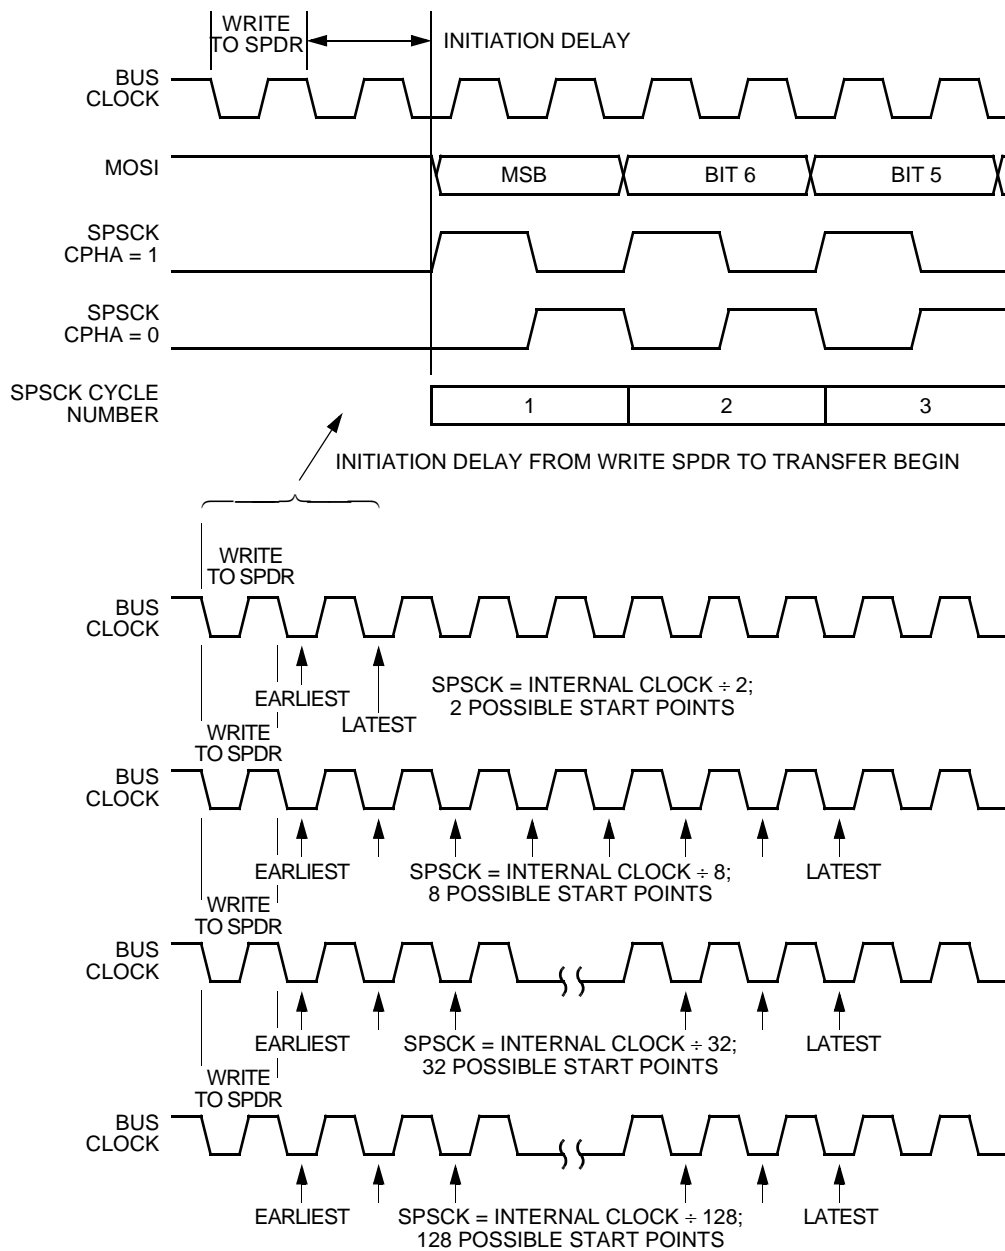 WRITE
TO SPDR
INITIATION DELAY
BUS
CLOCK
MOSI
MSB
BIT 6
BIT 5
SPSCK
CPHA = 1
SPSCK
CPHA = 0
SPSCK CYCLE
NUMBER
1
2
3
INITIATION DELAY FROM WRITE SPDR TO TRANSFER BEGIN
WRITE
TO SPDR
BUS
CLOCK
EARLIEST
LATEST
SPSCK = INTERNAL CLOCK ÷ 2;
2 POSSIBLE START POINTS
WRITE
TO SPDR
BUS
CLOCK
EARLIEST
SPSCK = INTERNAL CLOCK ÷ 8;
8 POSSIBLE START POINTS
LATEST
WRITE
TO SPDR
BUS
CLOCK
EARLIEST
SPSCK = INTERNAL CLOCK ÷ 32;
32 POSSIBLE START POINTS
LATEST
WRITE
TO SPDR
BUS
CLOCK
EARLIEST
SPSCK = INTERNAL CLOCK ÷ 128;
128 POSSIBLE START POINTS
LATEST